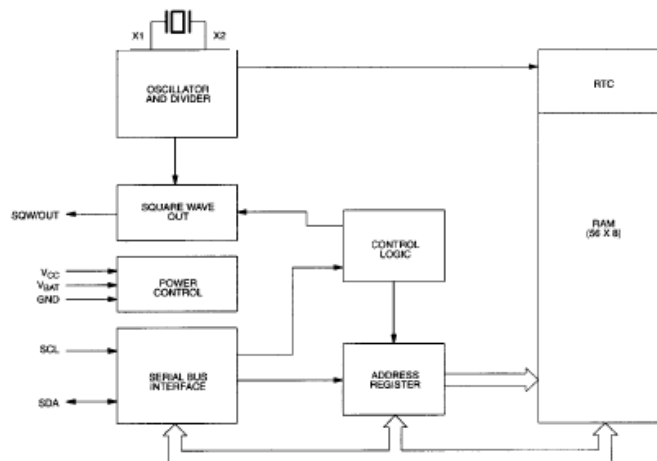 X1
X2
OSCILLATOR
AND DIVIDER
RTC
SQUARE WAVE
OUT
SQW/OUT
CONTROL
LOGIC
RAM
(56 X 8)
VCC
VBAT
GND
POWER
CONTROL
SCL
SDA
SERIAL BUS
INTERFACE
ADDRESS
REGISTER